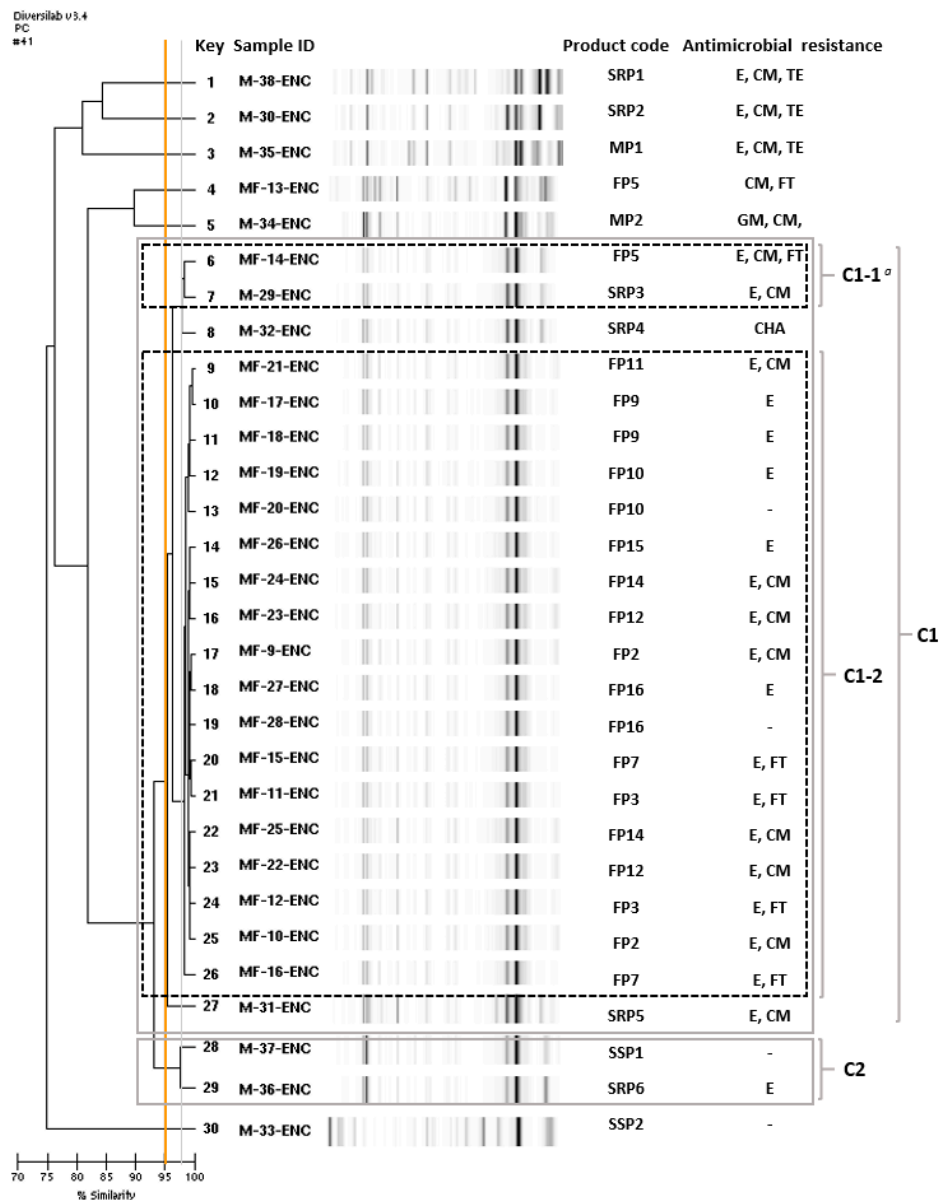 Diversilab v3.4
PC
#41
Key Sample ID Product code Antimicrobial resistance
1 M-38-ENC SRP1 E, CM, TE
2 M-30-ENC SRP2 E, CM, TE
3 M-35-ENC MP1 E, CM, TE
4 MF-13-ENC FP5 CM, FT
5 M-34-ENC MP2 GM, CM,
6 MF-14-ENC FP5 E, CM, FT
C1-1 a
7 M-29-ENC SRP3 E, CM
8 M-32-ENC SRP4 CHA
9 MF-21-ENC FP11 E, CM
10 MF-17-ENC FP9 E
11 MF-18-ENC FP9 E
12 MF-19-ENC FP10 E
13 MF-20-ENC FP10 -
14 MF-26-ENC FP15 E
15 MF-24-ENC FP14 E, CM
16 MF-23-ENC FP12 E, CM
C1
17 MF-9-ENC FP2 E, CM
C1-2
18 MF-27-ENC FP16 E
19 MF-28-ENC FP16 -
20 MF-15-ENC FP7 E, FT
21 MF-11-ENC FP3 E, FT
22 MF-25-ENC FP14 E, CM
23 MF-22-ENC FP12 E, CM
24 MF-12-ENC FP3 E, FT
25 MF-10-ENC FP2 E, CM
26 MF-16-ENC FP7 E, FT
27 M-31-ENC SRP5 E, CM
28 M-37-ENC SSP1 -
C2
29 M-36-ENC SRP6 E
30 M-33-ENC SSP2 -
70 75 80 85 90 95 100
% Similarity